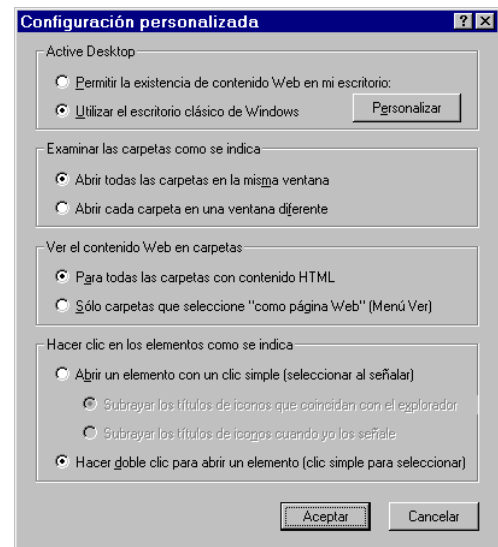 Configuración personalizada
Active Desktop
Permitir la existencia de contenido Web en mi escritorio:
Utilizar el escritorio clásico de Windows
Personalizar
Examinar las carpetas como se indica
Abrir todas las carpetas en la misma ventana
Abrir cada carpeta en una ventana diferente
Ver el contenido Web en carpetas
Para todas las carpetas con contenido HTML
Sólo carpetas que seleccione "como página Web" (Menú Ver)
Hacer clic en los elementos como se indica
Abrir un elemento con un clic simple (seleccionar al señalar)
Subrayar los títulos de iconos que coincidan con el explorador
Subrayar los títulos de iconos cuando yo los señale
Hacer doble clic para abrir un elemento (clic simple para seleccionar)
Aceptar
Cancelar